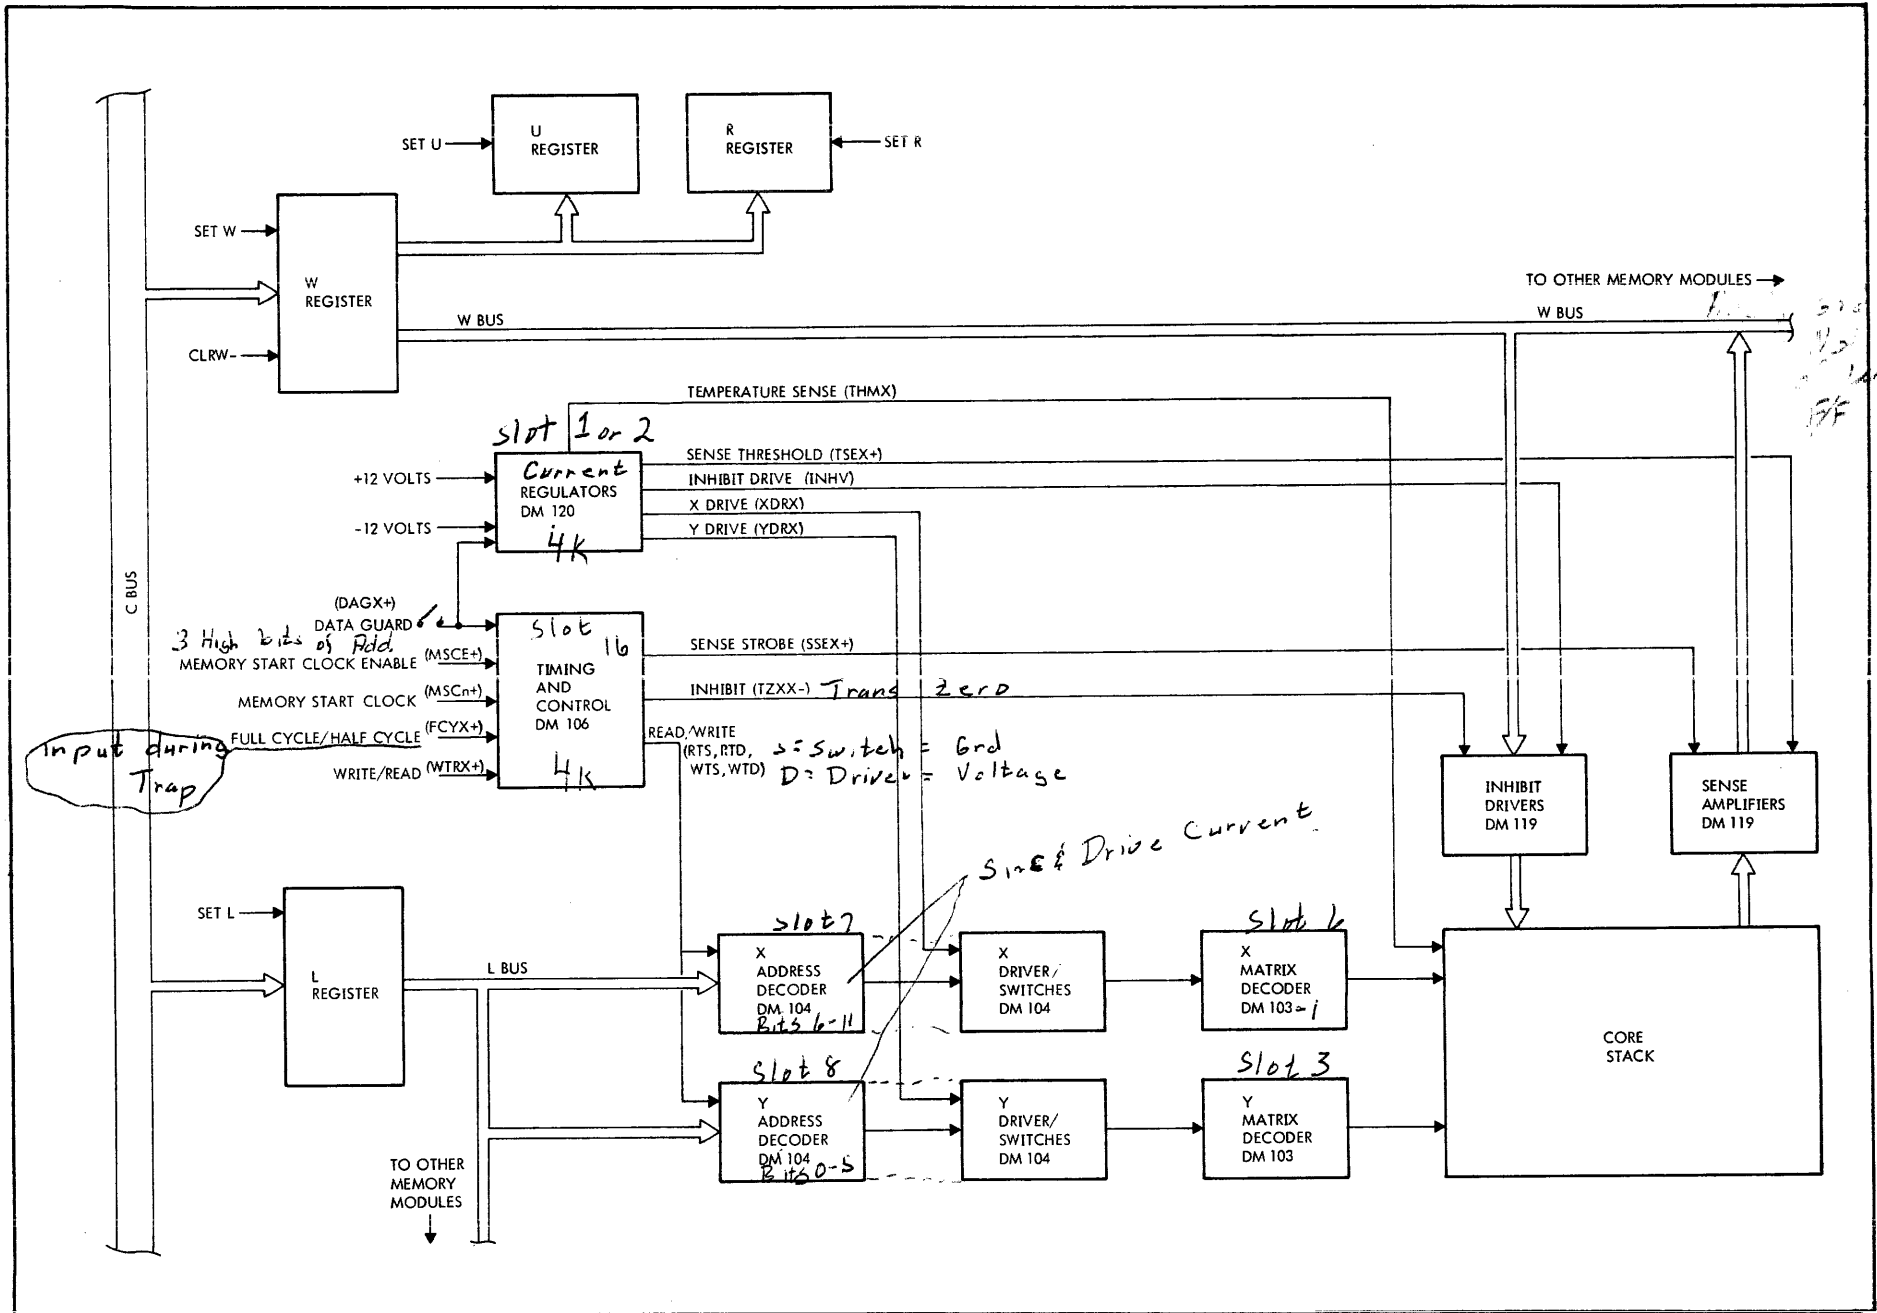 U
REGISTER
R
REGISTER
SET U
SET R
SET W
W
REGISTER
CLRW-
TO OTHER MEMORY MODULES
W BUS
W BUS
FF
TEMPERATURE SENSE (THMX)
Slot 1 or 2
SENSE THRESHOLD (TSEX+)
INHIBIT DRIVE (INHV)
X DRIVE (XDRX)
Y DRIVE (YDRX)
+12 VOLTS
-12 VOLTS
Current
REGULATORS
DM 120
4K
C BUS
(DAGX+)
DATA GUARD
3 High bits of Add.
MEMORY START CLOCK ENABLE (MSCE+)
MEMORY START CLOCK (MSCn+)
FULL CYCLE/HALF CYCLE (FCYX+)
WRITE/READ (WTRX+)
Input during
Trap
Slot
16
TIMING
AND
CONTROL
DM 106
4K
SENSE STROBE (SSEX+)
INHIBIT (TZXX-) Trans Zero
READ/WRITE
(RTS, RTD, S=Switch = Grd
WTS, WTD) D= Driver = Voltage
INHIBIT
DRIVERS
DM 119
SENSE
AMPLIFIERS
DM 119
Sink & Drive Current
SET L
L
REGISTER
L BUS
Slot 7
X
ADDRESS
DECODER
DM 104
Bits 6-11
X
DRIVER/
SWITCHES
DM 104
Slot 6
X
MATRIX
DECODER
DM 103-1
CORE
STACK
Slot 8
Y
ADDRESS
DECODER
DM 104
Bits 0-5
Y
DRIVER/
SWITCHES
DM 104
Slot 3
Y
MATRIX
DECODER
DM 103
TO OTHER
MEMORY
MODULES